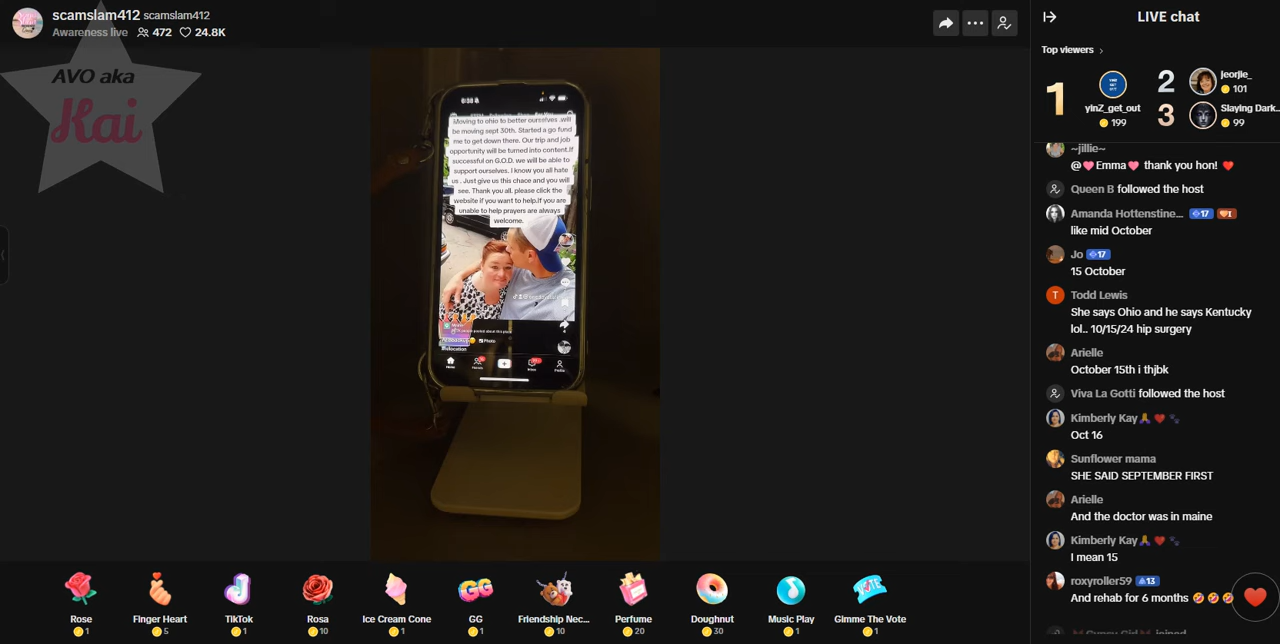 scamslam412 scamslam412
Awareness live 472 24.8K
AVO aka
Kai
6:38
Moving to ohio to better ourselves .will
be moving sept 30th. Started a go fund
me to get down there. Our trip and job
opportunity will be turned into content.If
successful on G.O.D. we will be able to
support ourselves. I know you all hate
us . Just give us this chace and you will
see. Thank you all. please click the
website if you want to help.If you are
unable to help prayers are always
welcome.
Photo
LIVE chat
Top viewers
1
yinZ_get_out
199
2
jeorjie_
101
3
Slaying Dark...
99
~jillie~
@🩷Emma🩷 thank you hon! ❤️
Queen B followed the host
Amanda Hottenstine... 17 I
like mid October
Jo 17
15 October
T Todd Lewis
She says Ohio and he says Kentucky
lol.. 10/15/24 hip surgery
Arielle
October 15th i thjbk
Viva La Gotti followed the host
Kimberly Kay
Oct 16
Sunflower mama
SHE SAID SEPTEMBER FIRST
Arielle
And the doctor was in maine
Kimberly Kay
I mean 15
roxyroller59 13
And rehab for 6 months 🤣🤣🤣
Gypsy Girl joined
Rose
1
Finger Heart
5
TikTok
1
Rosa
10
Ice Cream Cone
1
GG
GG
1
Friendship Nec...
10
Perfume
20
Doughnut
30
Music Play
1
VOTE
Gimme The Vote
1